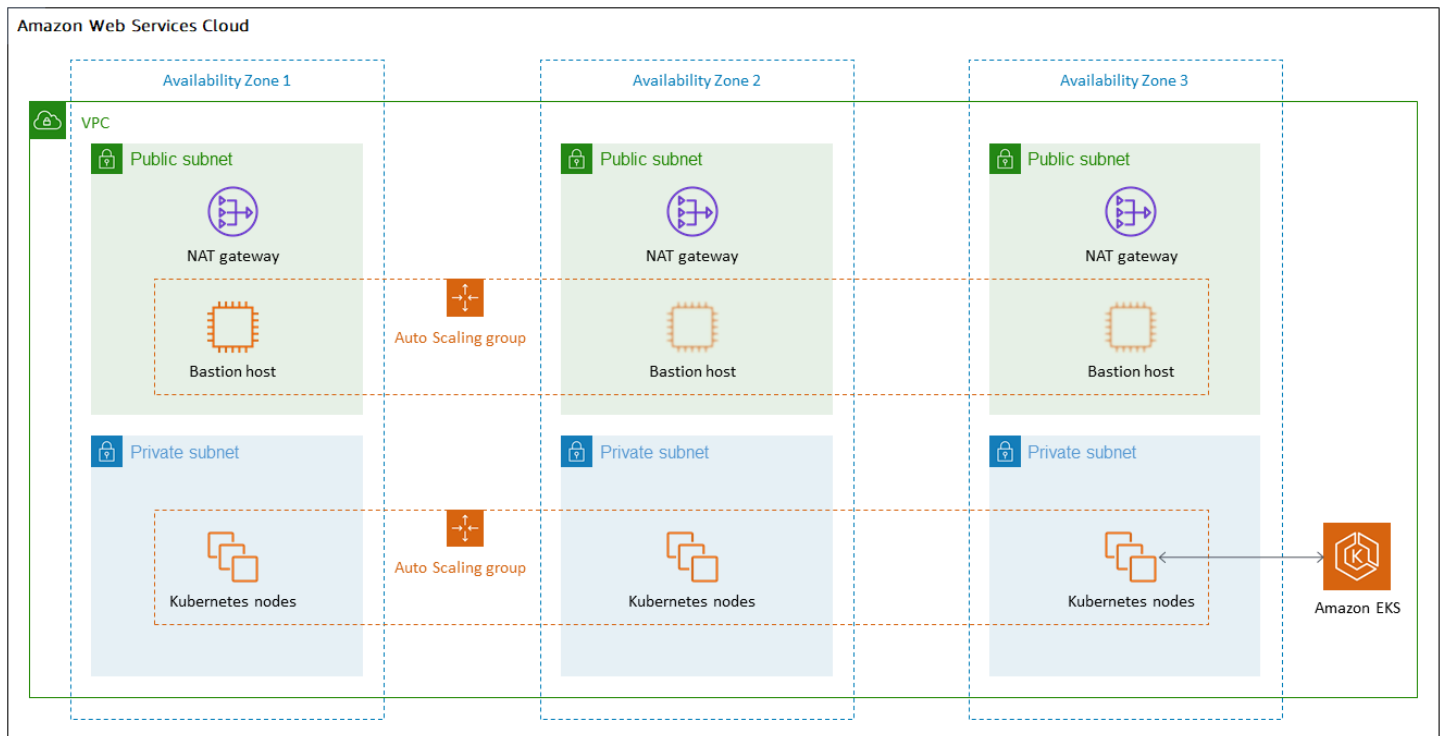 Amazon Web Services Cloud
Availability Zone 1
Availability Zone 2
Availability Zone 3
VPC
Public subnet
Public subnet
Public subnet
NAT gateway
NAT gateway
NAT gateway
Auto Scaling group
Bastion host
Bastion host
Bastion host
Private subnet
Private subnet
Private subnet
Auto Scaling group
K
Kubernetes nodes
Kubernetes nodes
Kubernetes nodes
Amazon EKS